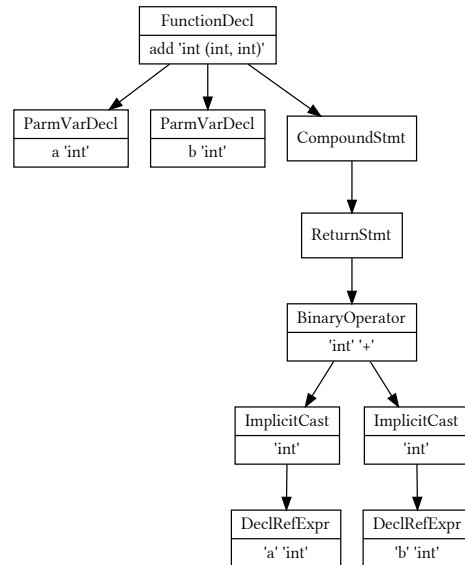 FunctionDecl
add 'int (int, int)'
ParmVarDecl
a 'int'
ParmVarDecl
b 'int'
CompoundStmt
ReturnStmt
BinaryOperator
'int' '+'
ImplicitCast
'int'
ImplicitCast
'int'
DeclRefExpr
'a' 'int'
DeclRefExpr
'b' 'int'